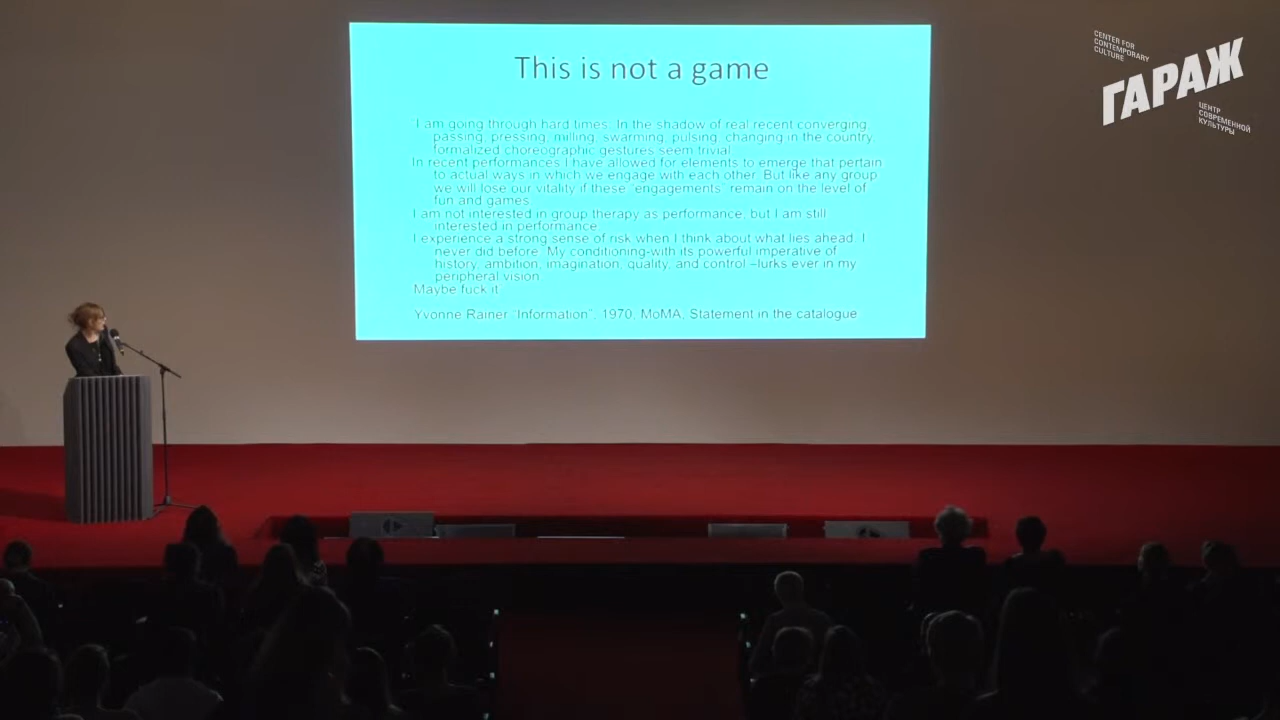 This is not a game
"I am going through hard times. In the shadow of real recent converging,
passing, pressing, milling, swarming, pulsing, changing in the country,
formalized choreographic gestures seem trivial.
In recent performances I have allowed for elements to emerge that pertain
to actual ways in which we engage with each other. But like any group
we will lose our vitality if these "engagements" remain on the level of
fun and games.
I am not interested in group therapy as performance, but I am still
interested in performance.
I experience a strong sense of risk when I think about what lies ahead. I
never did before. My conditioning-with its powerful imperative of
history, ambition, imagination, quality, and control –lurks ever in my
peripheral vision.
Maybe fuck it.
Yvonne Rainer "Information", 1970, MoMA, Statement in the catalogue
CENTER FOR
CONTEMPORARY
CULTURE
ГАРАЖ
ЦЕНТР
СОВРЕМЕННОЙ
КУЛЬТУРЫ